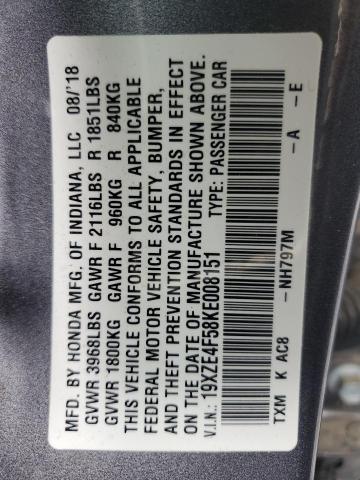 MFD. BY HONDA MFG. OF INDIANA, LLC 08/'18
GVWR 3968LBS GAWR F 2116LBS R 1851LBS
GVWR 1800KG GAWR F 960KG R 840KG
THIS VEHICLE CONFORMS TO ALL APPLICABLE
FEDERAL MOTOR VEHICLE SAFETY, BUMPER,
AND THEFT PREVENTION STANDARDS IN EFFECT
ON THE DATE OF MANUFACTURE SHOWN ABOVE.
V.I.N.: 19XZE4F58KE008151 TYPE: PASSENGER CAR
TXM K AC8 -NH797M -A -E